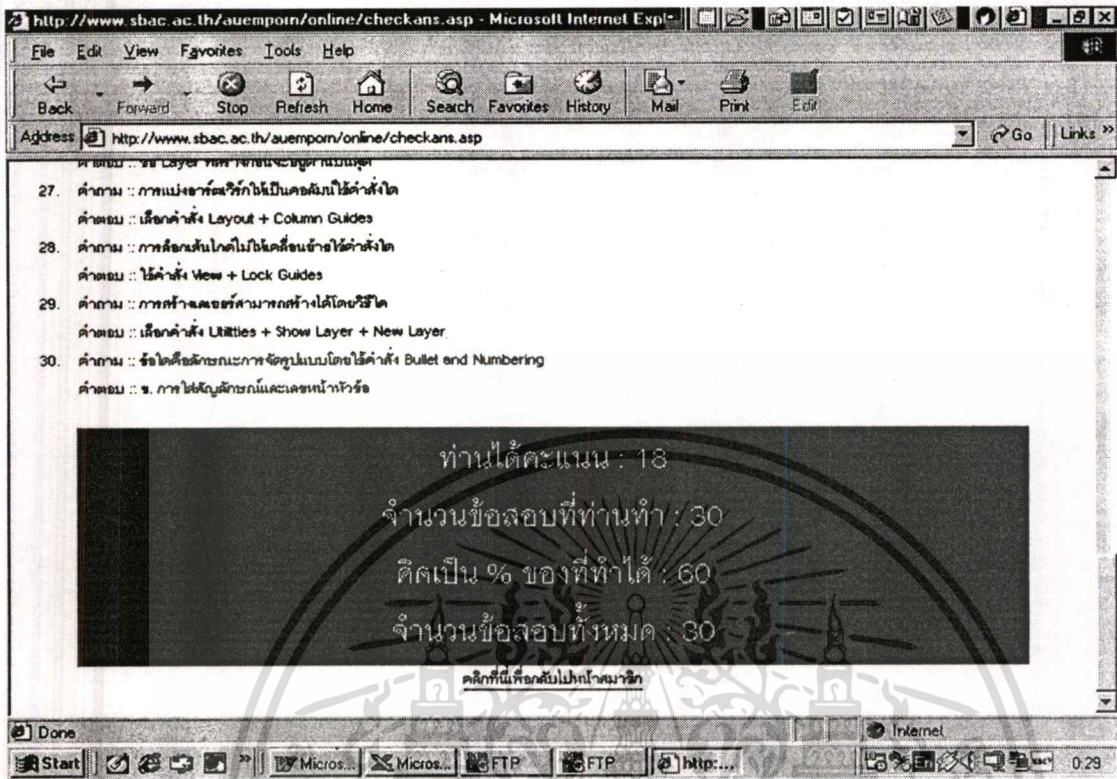 http://www.sbac.ac.th/auemporn/online/checkans.asp - Microsoft Internet Expl
File Edit View Favorites Tools Help
Back Forward Stop Refresh Home Search Favorites History Mail Print Edit
Address http://www.sbac.ac.th/auemporn/online/checkans.asp Go Links »
27. คำถาม :: การแบ่งอาร์ตเวิร์กให้เป็นคอลัมน์ใช้คำสั่งใด
คำตอบ :: เลือกคำสั่ง Layout + Column Guides
28. คำถาม :: การล็อกเส้นไกด์ไม่ให้เคลื่อนย้ายใช้คำสั่งใด
คำตอบ :: ใช้คำสั่ง View + Lock Guides
29. คำถาม :: การสร้างเลเยอร์สามารถสร้างได้โดยวิธีใด
คำตอบ :: เลือกคำสั่ง Utilities + Show Layer + New Layer
30. คำถาม :: ข้อใดคือลักษณะการจัดรูปแบบโดยใช้คำสั่ง Bullet and Numbering
คำตอบ :: ข. การใส่สัญลักษณ์และเลขหน้าหัวข้อ
ท่านได้คะแนน : 18
จำนวนข้อสอบที่ท่านทำ : 30
คิดเป็น % ของที่ทำได้ : 60
จำนวนข้อสอบทั้งหมด : 30
คลิกที่นี่เพื่อกลับไปหน้าสมาชิก
Done Internet
Start » Micros... Micros... FTP FTP http:... 0:29